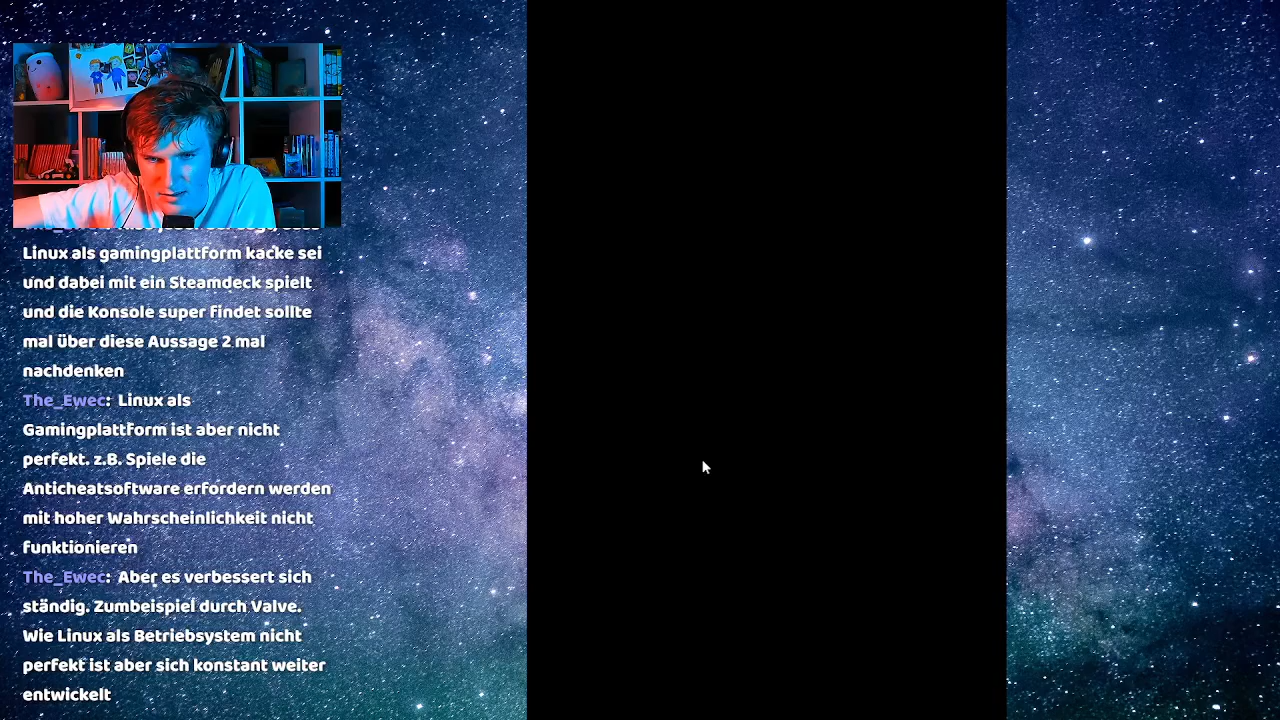 Linux als gamingplattform kacke sei
und dabei mit ein Steamdeck spielt
und die Konsole super findet sollte
mal über diese Aussage 2 mal
nachdenken
The_Ewec: Linux als
Gamingplattform ist aber nicht
perfekt. z.B. Spiele die
Anticheatsoftware erfordern werden
mit hoher Wahrscheinlichkeit nicht
funktionieren
The_Ewec: Aber es verbessert sich
ständig. Zumbeispiel durch Valve.
Wie Linux als Betriebsystem nicht
perfekt ist aber sich konstant weiter
entwickelt